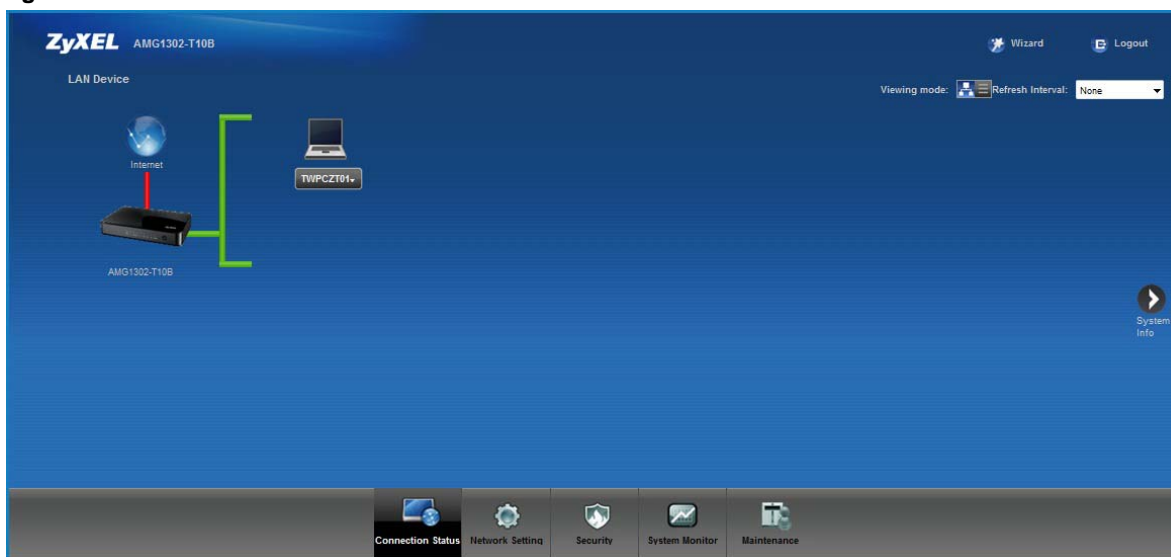 ZyXEL AMG1302-T10B
Wizard
Logout
LAN Device
Viewing mode:
Refresh Interval:
None
Internet
TWPCZT01
AMG1302-T10B
System
Info
Connection Status
Network Setting
Security
System Monitor
Maintenance